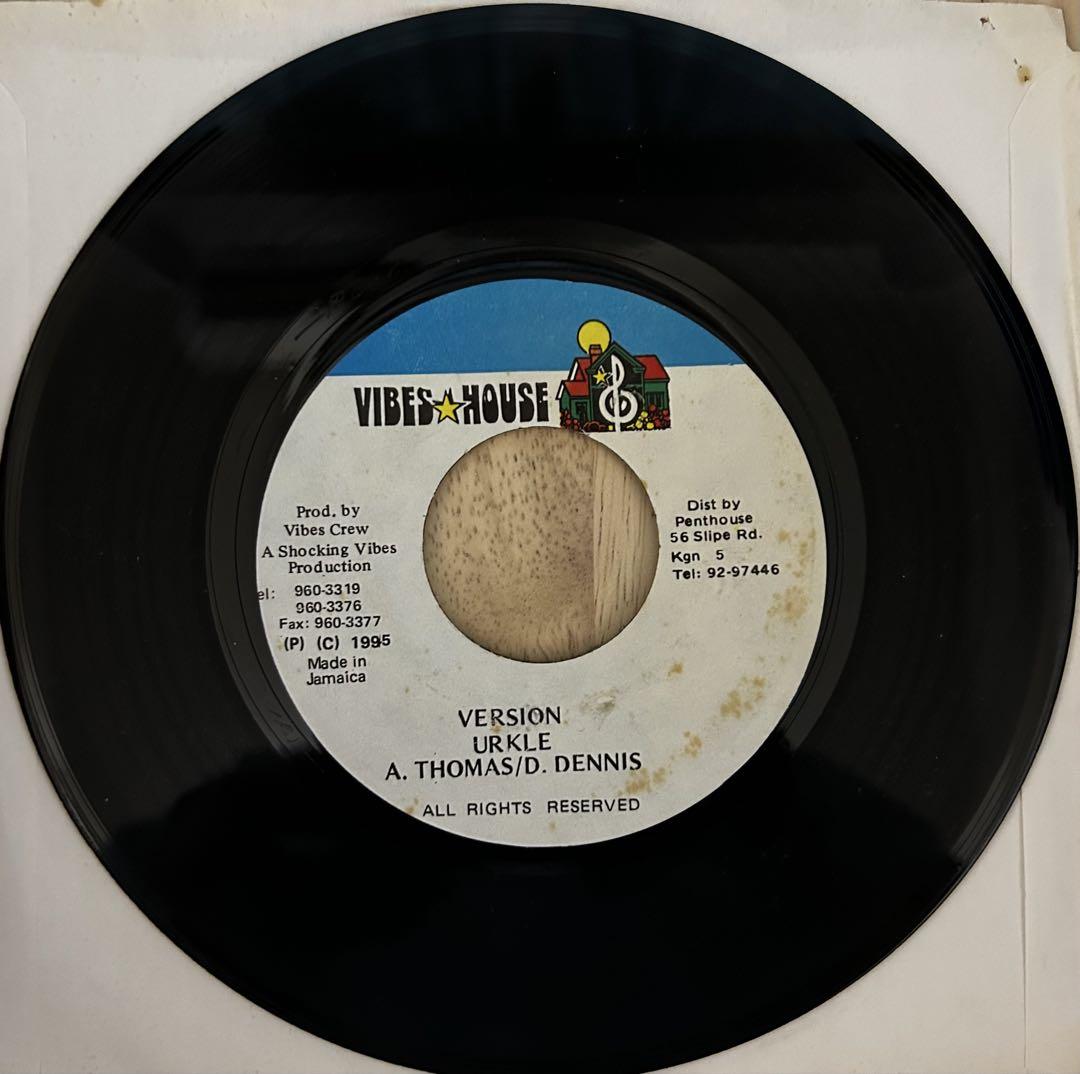 VIBES HOUSE
Prod. by
Vibes Crew
A Shocking Vibes
Production
el: 960-3319
960-3376
Fax: 960-3377
(P) (C) 1995
Made in
Jamaica
Dist by
Penthouse
56 Slipe Rd.
Kgn 5
Tel: 92-97446
VERSION
URKLE
A. THOMAS/D. DENNIS
ALL RIGHTS RESERVED